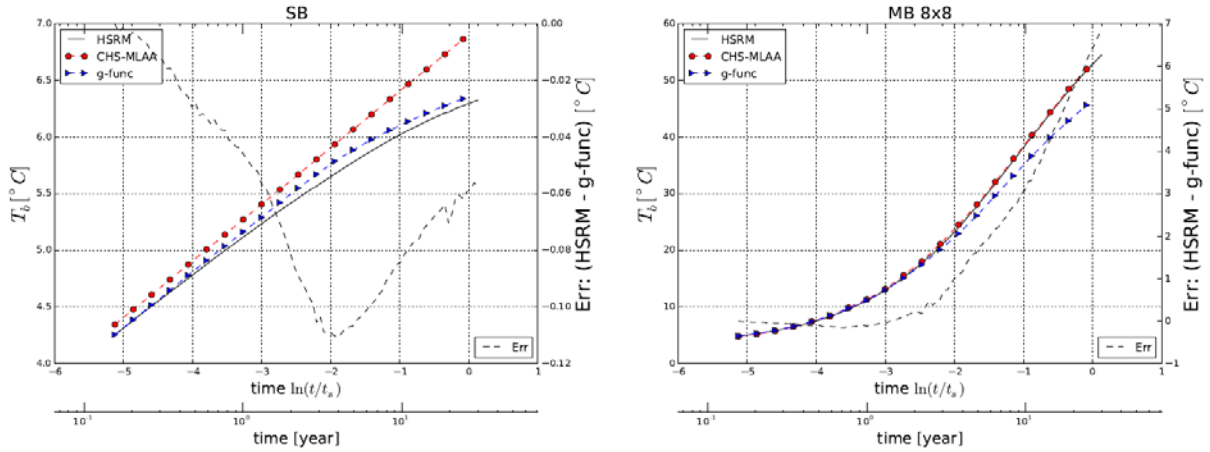 SB
HSRM
CHS-MLAA
g-func
7.0
6.5
6.0
5.5
5.0
4.5
4.0
T_b [°C]
0.00
−0.02
−0.04
−0.06
−0.08
−0.10
−0.12
Err: (HSRM - g-func) [°C]
Err
−6 −5 −4 −3 −2 −1 0 1
time ln(t/t_s)
10^-1 10^0 10^1
time [year]
MB 8x8
HSRM
CHS-MLAA
g-func
60
50
40
30
20
10
0
T_b [°C]
7
6
5
4
3
2
1
0
−1
Err: (HSRM - g-func) [°C]
Err
−6 −5 −4 −3 −2 −1 0 1
time ln(t/t_s)
10^-1 10^0 10^1
time [year]